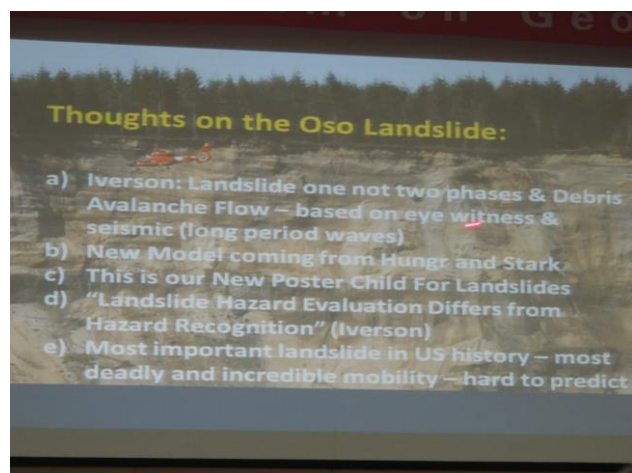 on Geo
Thoughts on the Oso Landslide:
a) Iverson: Landslide one not two phases & Debris
Avalanche Flow – based on eye witness &
seismic (long period waves)
b) New Model coming from Hungr and Stark
c) This is our New Poster Child For Landslides
d) “Landslide Hazard Evaluation Differs from
Hazard Recognition” (Iverson)
e) Most important landslide in US history – most
deadly and incredible mobility – hard to predict